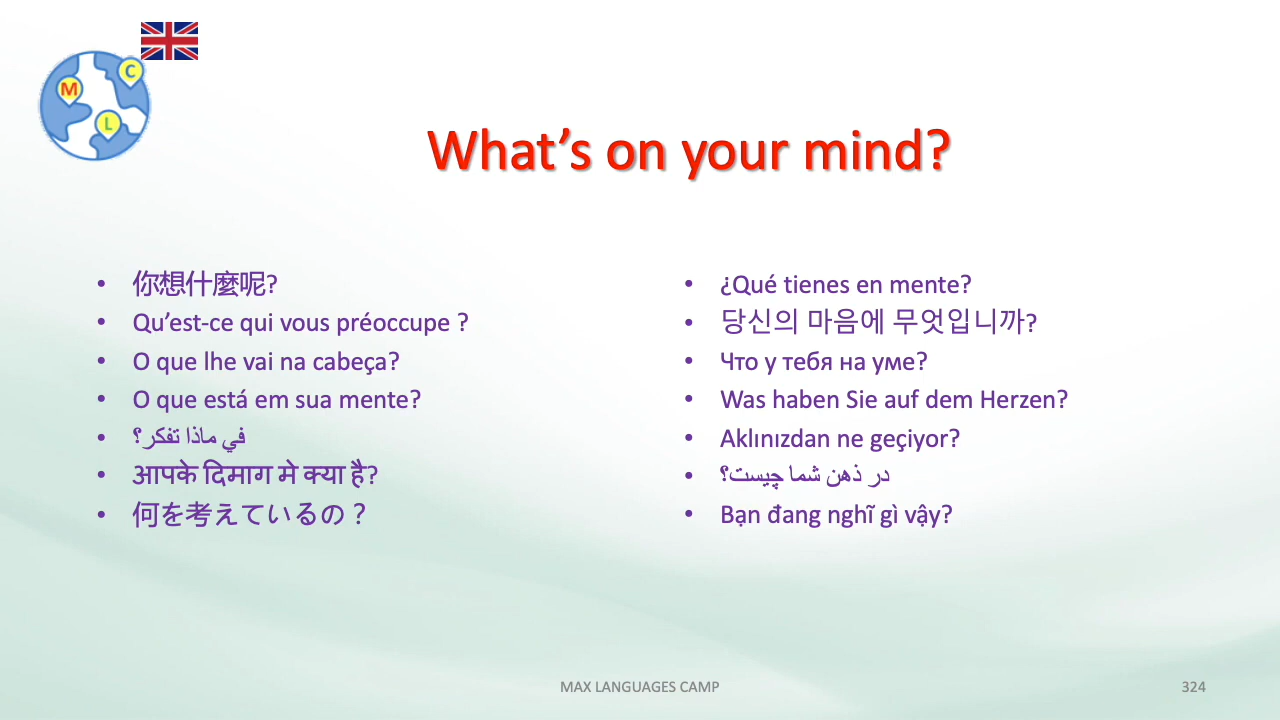 C
M
L
What’s on your mind?
• 你想什麼呢?
• Qu’est-ce qui vous préoccupe ?
• O que lhe vai na cabeça?
• O que está em sua mente?
• في ماذا تفكر؟
• आपके दिमाग मे क्या है?
• 何を考えているの？
• ¿Qué tienes en mente?
• 당신의 마음에 무엇입니까?
• Что у тебя на уме?
• Was haben Sie auf dem Herzen?
• Aklınızdan ne geçiyor?
• در ذهن شما چیست؟
• Bạn đang nghĩ gì vậy?
MAX LANGUAGES CAMP
324